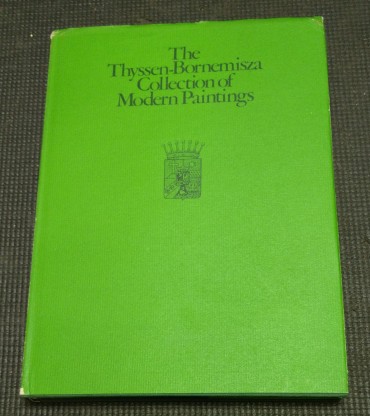 The
Thyssen-Bornemisza
Collection of
Modern Paintings